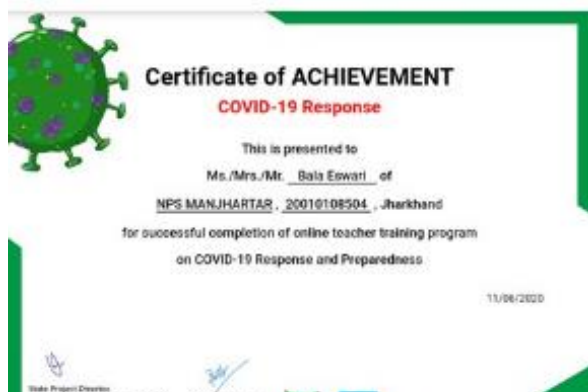 Certificate of ACHIEVEMENT
COVID-19 Response
This is presented to
Ms./Mrs./Mr. Bala Eswari of
NPS MANJHARTAR , 20010108504 , Jharkhand
for successful completion of online teacher training program
on COVID-19 Response and Preparedness
11/06/2020
State Project Director